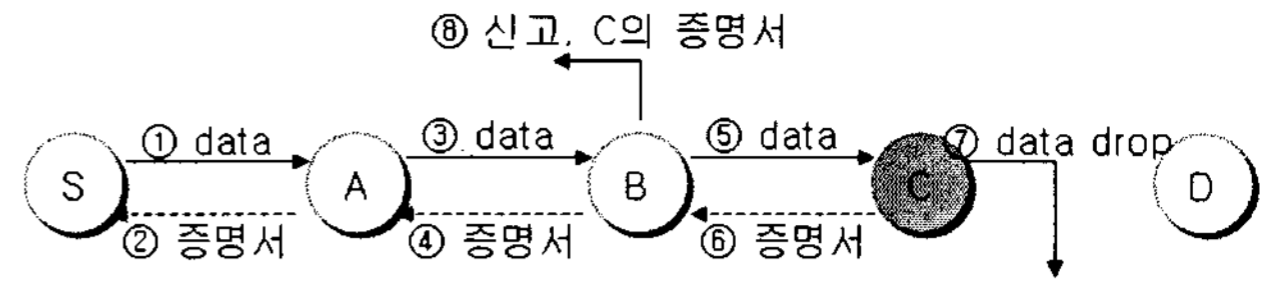 ⑧ 신고, C의 증명서
① data
③ data
⑤ data
⑦ data drop
S
A
B
C
D
② 증명서
④ 증명서
⑥ 증명서